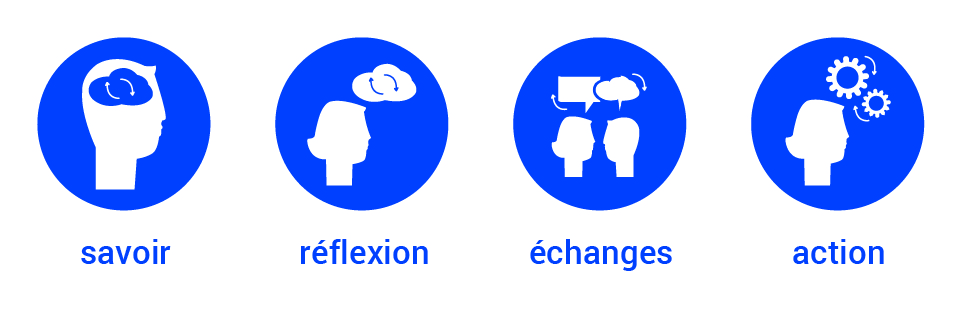 savoir
réflexion
échanges
action